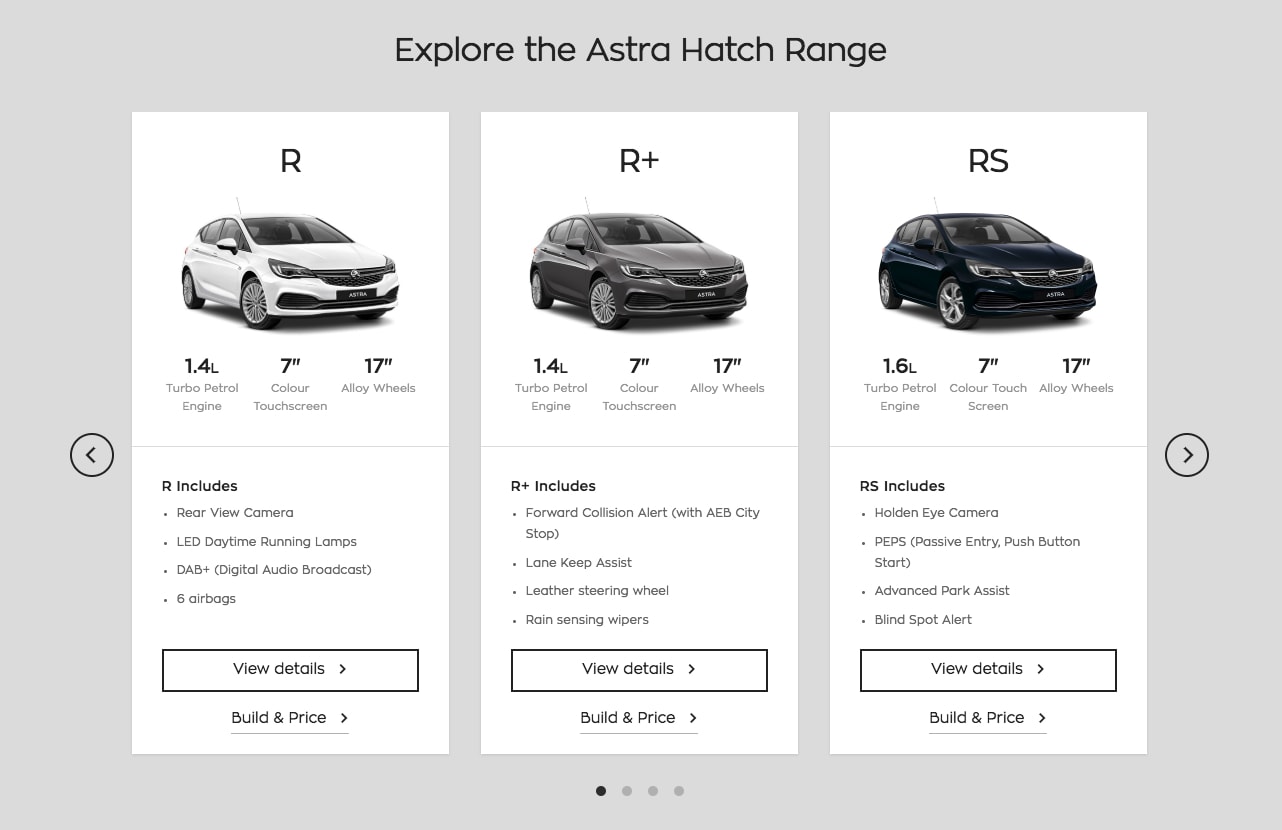 Explore the Astra Hatch Range
R
ASTRA
1.4L
Turbo Petrol
Engine
7"
Colour
Touchscreen
17"
Alloy Wheels
R Includes
Rear View Camera
LED Daytime Running Lamps
DAB+ (Digital Audio Broadcast)
6 airbags
View details
Build & Price
R+
ASTRA
1.4L
Turbo Petrol
Engine
7"
Colour
Touchscreen
17"
Alloy Wheels
R+ Includes
Forward Collision Alert (with AEB City
Stop)
Lane Keep Assist
Leather steering wheel
Rain sensing wipers
View details
Build & Price
RS
ASTRA
1.6L
Turbo Petrol
Engine
7"
Colour Touch
Screen
17"
Alloy Wheels
RS Includes
Holden Eye Camera
PEPS (Passive Entry, Push Button
Start)
Advanced Park Assist
Blind Spot Alert
View details
Build & Price